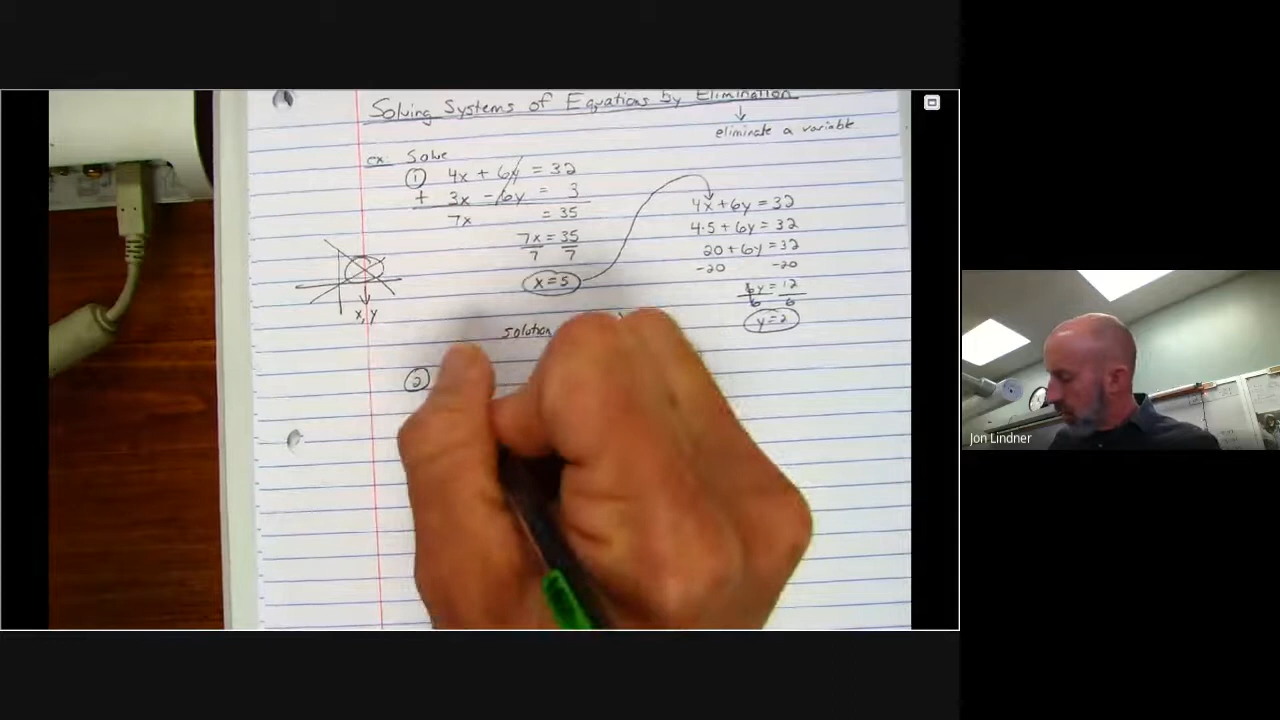 Solving Systems of Equations by Elimination
eliminate a variable
ex: Solve
① 4x + 6y = 32
+ 3x - 6y = 3
7x = 35
7x = 35
7 7
x = 5
4x + 6y = 32
4·5 + 6y = 32
20 + 6y = 32
-20 -20
6y = 12
6 6
y = 2
x, y
solution
②
Jon Lindner